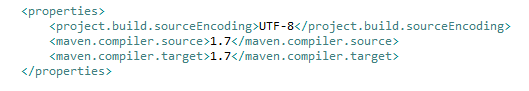 <properties>
    <project.build.sourceEncoding>UTF-8</project.build.sourceEncoding>
    <maven.compiler.source>1.7</maven.compiler.source>
    <maven.compiler.target>1.7</maven.compiler.target>
</properties>